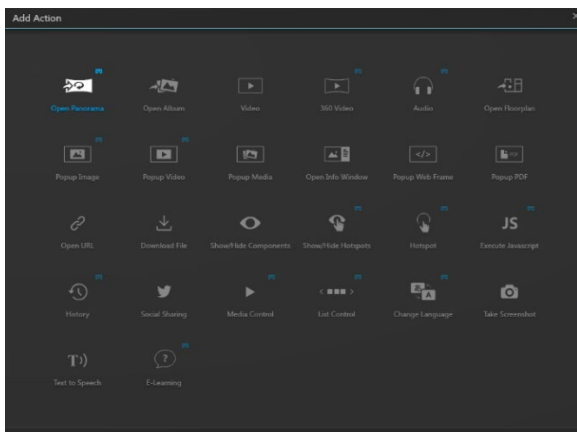 Add Action
Open Panorama Open Album Video 360 Video Audio Open Floorplan
Popup Image Popup Video Popup Media Open Info Window Popup Web Frame Popup PDF
</> PDF
Open URL Download File Show/Hide Components Show/Hide Hotspots Hotspot Execute Javascript
JS
History Social Sharing Media Control List Control Change Language Take Screenshot
A
Text to Speech E-Learning
T ?